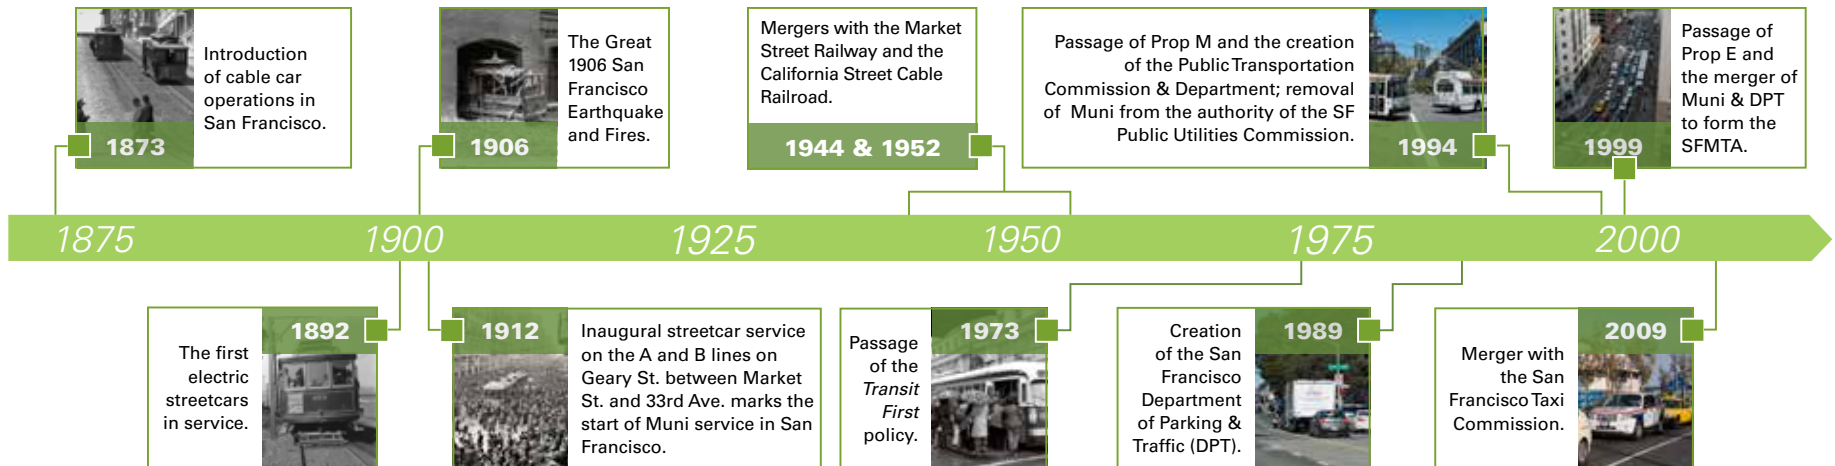 Introduction
of cable car
operations in
San Francisco.
1873
The Great
1906 San
Francisco
Earthquake
and Fires.
1906
Mergers with the Market
Street Railway and the
California Street Cable
Railroad.
1944 & 1952
Passage of Prop M and the creation
of the Public Transportation
Commission & Department; removal
of Muni from the authority of the SF
Public Utilities Commission.
1994
Passage of
Prop E and
the merger of
Muni & DPT
to form the
SFMTA.
1999
1875 1900 1925 1950 1975 2000
The first
electric
streetcars
in service.
1892
1912
Inaugural streetcar service
on the A and B lines on
Geary St. between Market
St. and 33rd Ave. marks the
start of Muni service in San
Francisco.
Passage
of the
Transit
First
policy.
1973
Creation
of the San
Francisco
Department
of Parking &
Traffic (DPT).
1989
Merger with
the San
Francisco Taxi
Commission.
2009